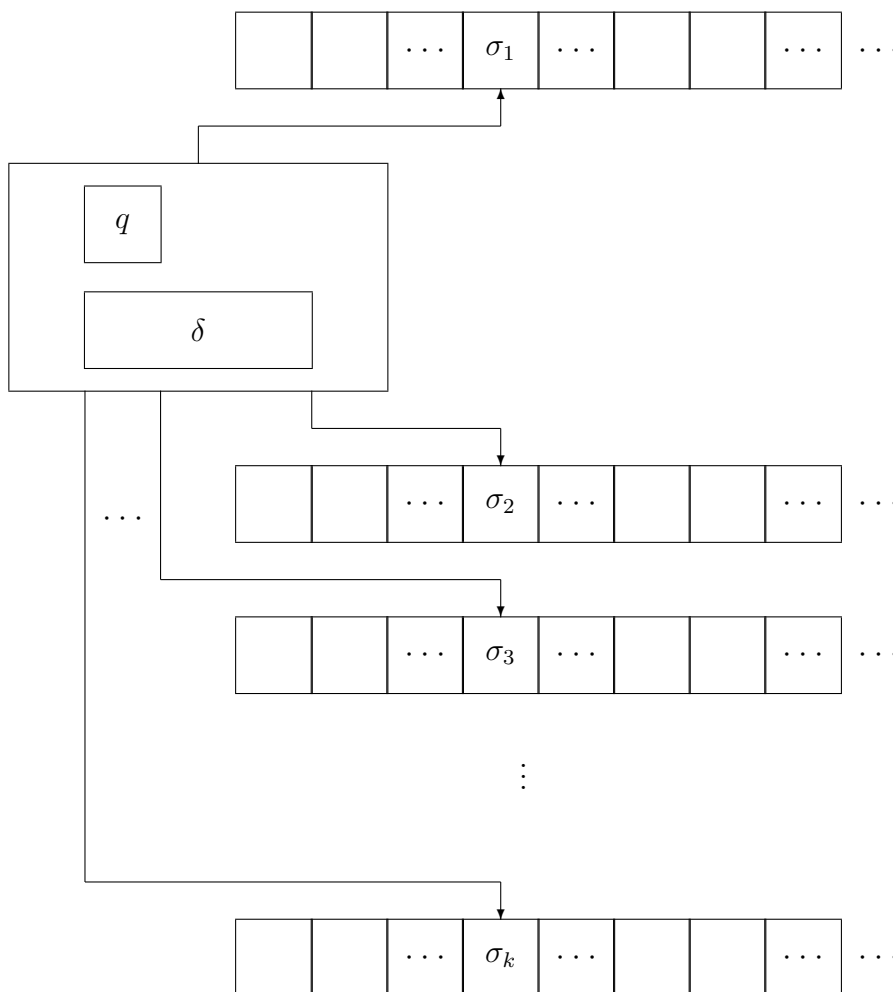 ⋯ σ₁ ⋯ ⋯ ⋯
q
δ
⋯ σ₂ ⋯ ⋯ ⋯
⋯
⋯ σ₃ ⋯ ⋯ ⋯
⋮
⋯ σₖ ⋯ ⋯ ⋯